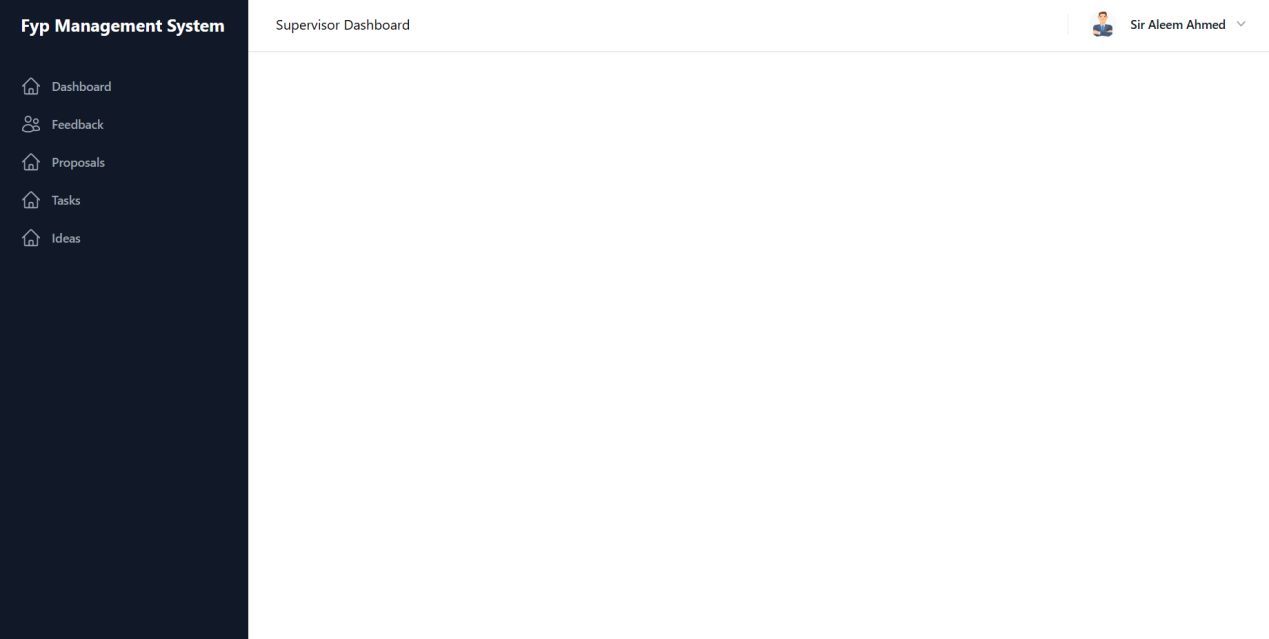 Fyp Management System
Supervisor Dashboard
Sir Aleem Ahmed
Dashboard
Feedback
Proposals
Tasks
Ideas